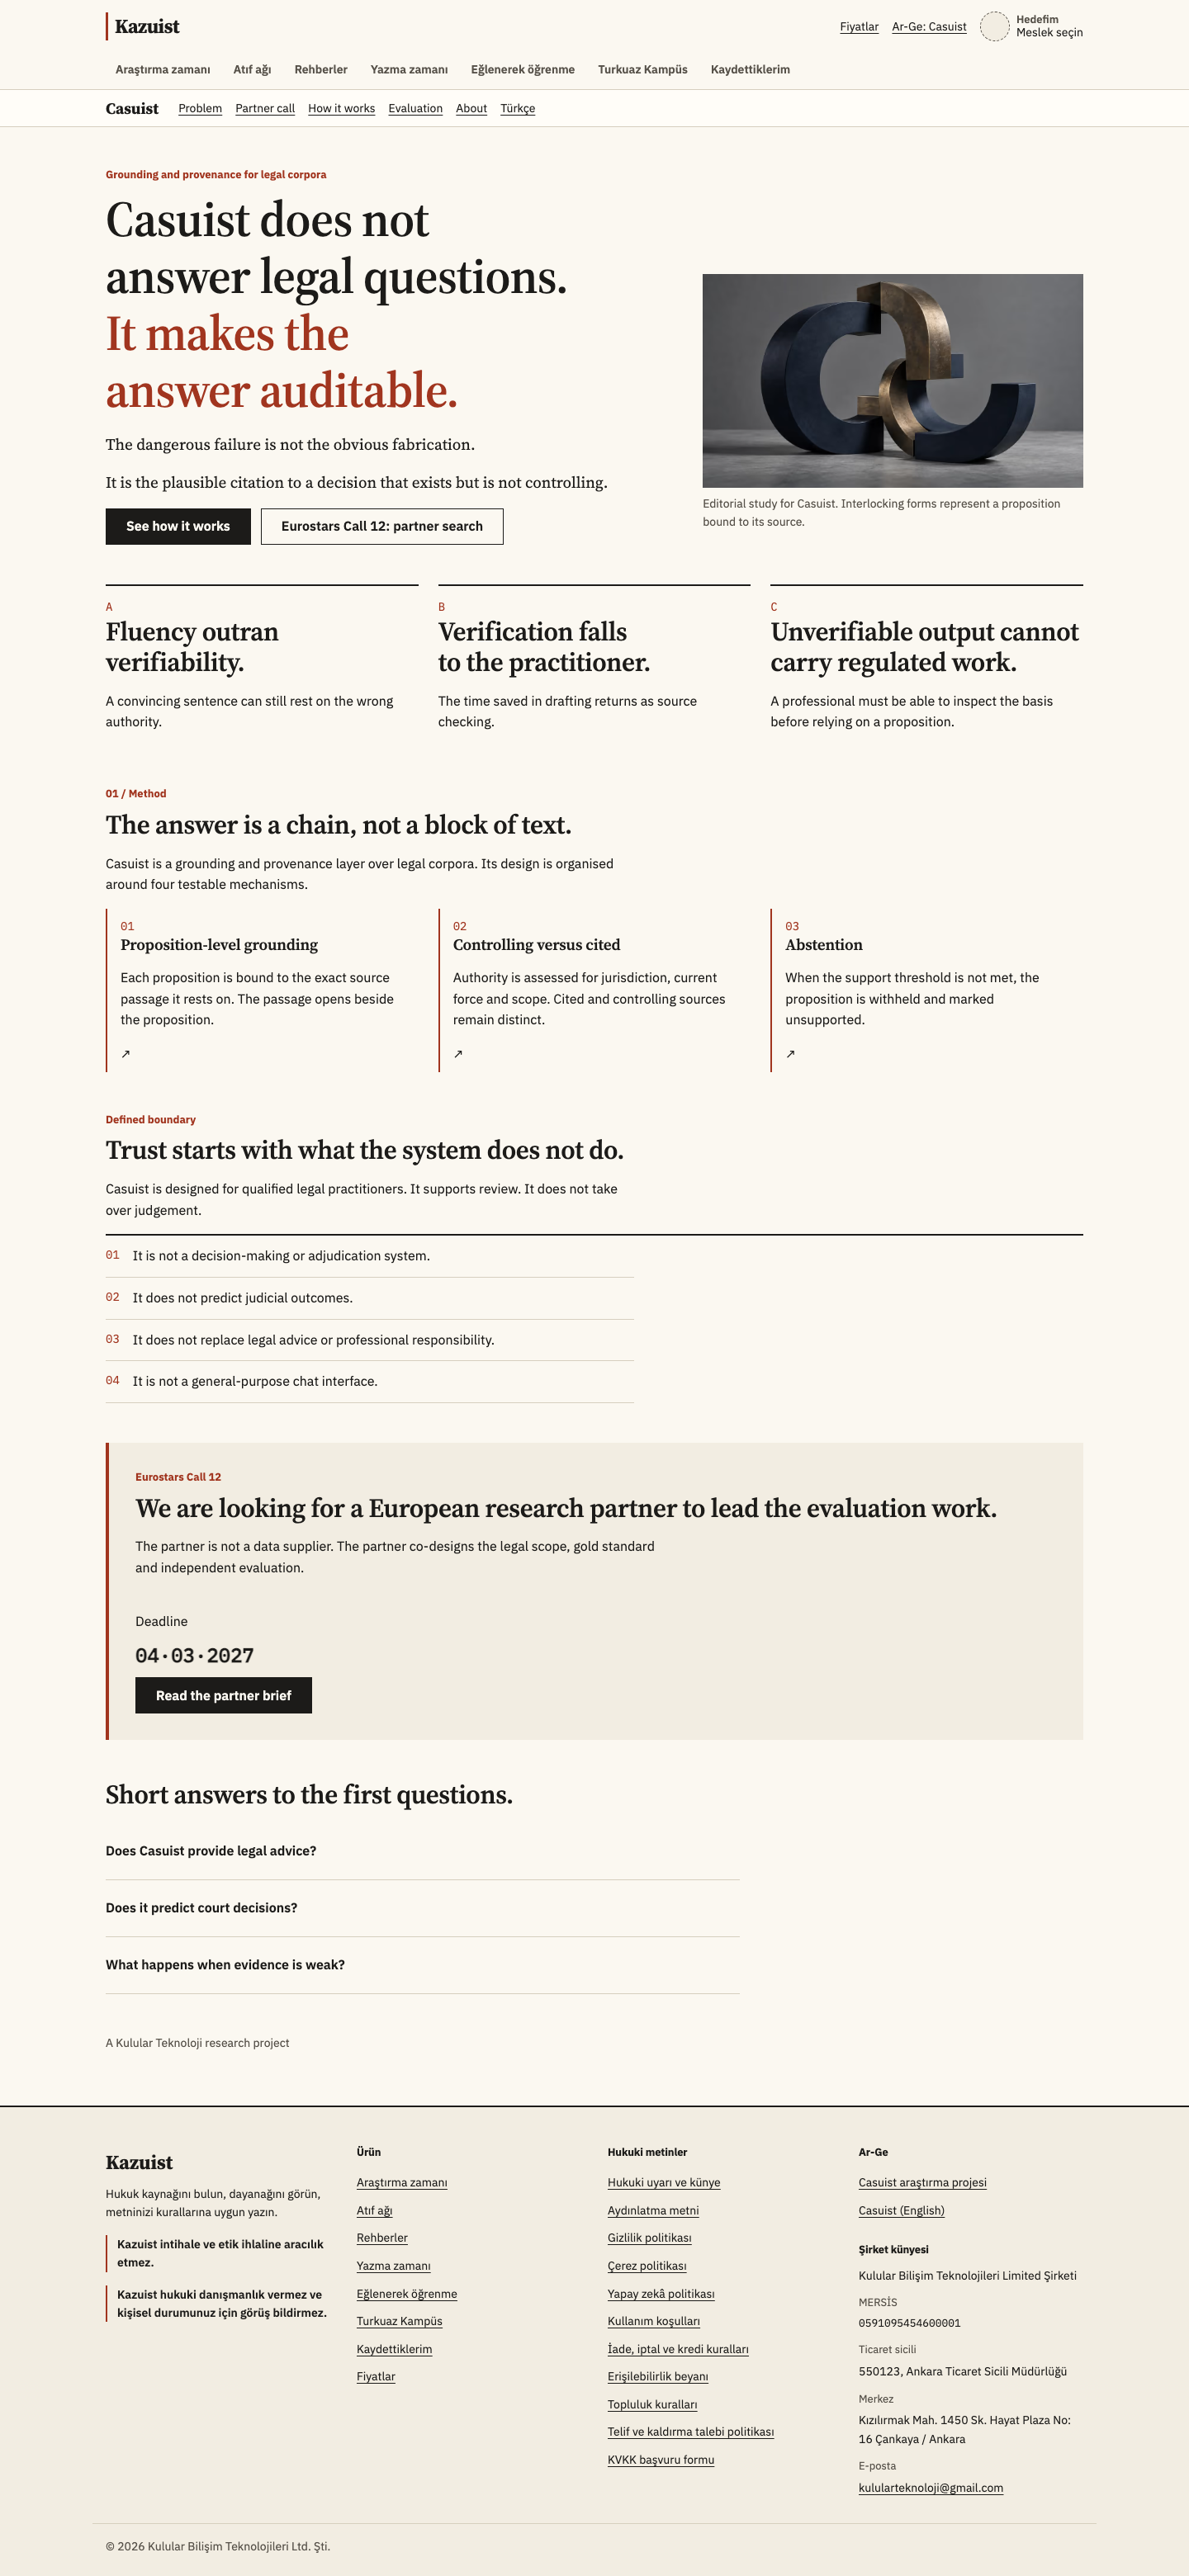 Kazuist
Fiyatlar
Ar-Ge: Casuist
Hedefim
Meslek seçin
Araştırma zamanı
Atıf ağı
Rehberler
Yazma zamanı
Eğlenerek öğrenme
Turkuaz Kampüs
Kaydettiklerim
Casuist
Problem
Partner call
How it works
Evaluation
About
Türkçe
Grounding and provenance for legal corpora
Casuist does not
answer legal questions.
It makes the
answer auditable.
The dangerous failure is not the obvious fabrication.
It is the plausible citation to a decision that exists but is not controlling.
See how it works
Eurostars Call 12: partner search
Editorial study for Casuist. Interlocking forms represent a proposition
bound to its source.
A
Fluency outran
verifiability.
A convincing sentence can still rest on the wrong
authority.
B
Verification falls
to the practitioner.
The time saved in drafting returns as source
checking.
C
Unverifiable output cannot
carry regulated work.
A professional must be able to inspect the basis
before relying on a proposition.
01 / Method
The answer is a chain, not a block of text.
Casuist is a grounding and provenance layer over legal corpora. Its design is organised
around four testable mechanisms.
01
Proposition-level grounding
Each proposition is bound to the exact source
passage it rests on. The passage opens beside
the proposition.
↗
02
Controlling versus cited
Authority is assessed for jurisdiction, current
force and scope. Cited and controlling sources
remain distinct.
↗
03
Abstention
When the support threshold is not met, the
proposition is withheld and marked
unsupported.
↗
Defined boundary
Trust starts with what the system does not do.
Casuist is designed for qualified legal practitioners. It supports review. It does not take
over judgement.
01 It is not a decision-making or adjudication system.
02 It does not predict judicial outcomes.
03 It does not replace legal advice or professional responsibility.
04 It is not a general-purpose chat interface.
Eurostars Call 12
We are looking for a European research partner to lead the evaluation work.
The partner is not a data supplier. The partner co-designs the legal scope, gold standard
and independent evaluation.
Deadline
04·03·2027
Read the partner brief
Short answers to the first questions.
Does Casuist provide legal advice?
Does it predict court decisions?
What happens when evidence is weak?
A Kulular Teknoloji research project
Kazuist
Hukuk kaynağını bulun, dayanağını görün,
metninizi kurallarına uygun yazın.
Kazuist intihale ve etik ihlaline aracılık
etmez.
Kazuist hukuki danışmanlık vermez ve
kişisel durumunuz için görüş bildirmez.
Ürün
Araştırma zamanı
Atıf ağı
Rehberler
Yazma zamanı
Eğlenerek öğrenme
Turkuaz Kampüs
Kaydettiklerim
Fiyatlar
Hukuki metinler
Hukuki uyarı ve künye
Aydınlatma metni
Gizlilik politikası
Çerez politikası
Yapay zekâ politikası
Kullanım koşulları
İade, iptal ve kredi kuralları
Erişilebilirlik beyanı
Topluluk kuralları
Telif ve kaldırma talebi politikası
KVKK başvuru formu
Ar-Ge
Casuist araştırma projesi
Casuist (English)
Şirket künyesi
Kulular Bilişim Teknolojileri Limited Şirketi
MERSİS
0591095454600001
Ticaret sicili
550123, Ankara Ticaret Sicili Müdürlüğü
Merkez
Kızılırmak Mah. 1450 Sk. Hayat Plaza No:
16 Çankaya / Ankara
E-posta
kulularteknoloji@gmail.com
© 2026 Kulular Bilişim Teknolojileri Ltd. Şti.